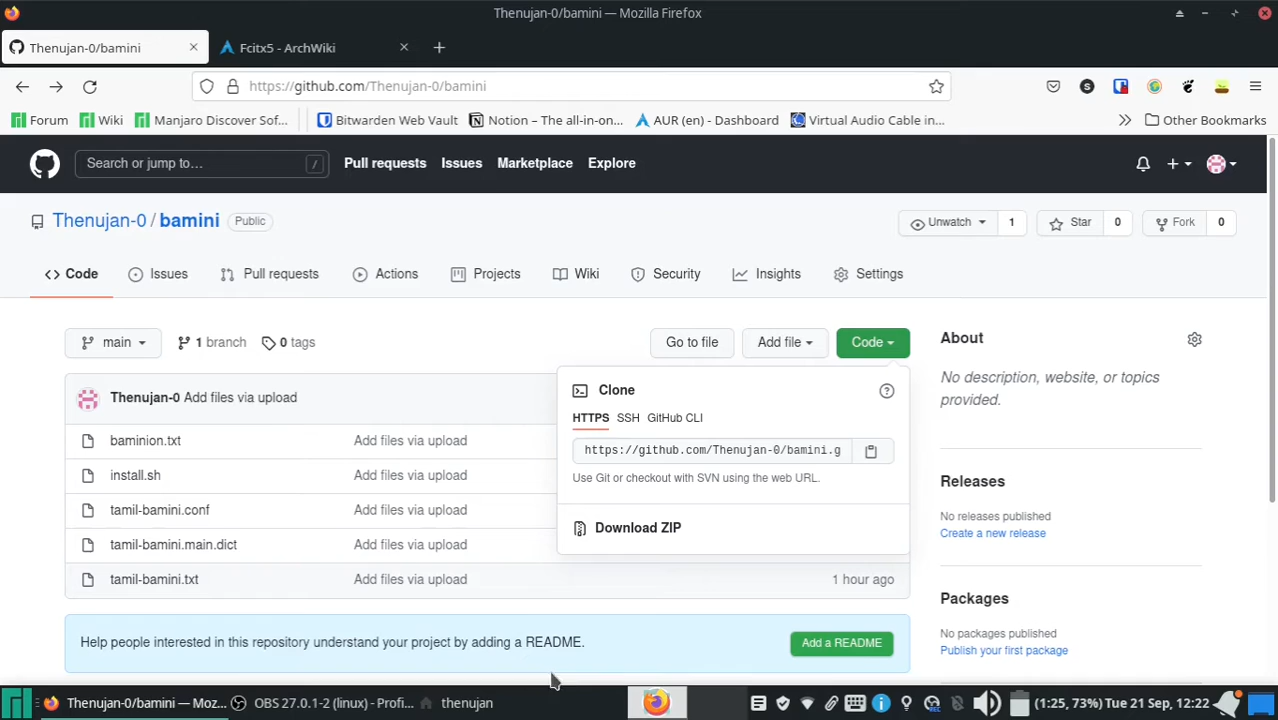 Thenujan-0/bamini — Mozilla Firefox
Thenujan-0/bamini
Fcitx5 - ArchWiki
https://github.com/Thenujan-0/bamini
Forum
Wiki
Manjaro Discover Sof...
Bitwarden Web Vault
Notion – The all-in-on...
AUR (en) - Dashboard
Virtual Audio Cable in...
Other Bookmarks
Search or jump to…
/
Pull requests
Issues
Marketplace
Explore
Thenujan-0 / bamini
Public
Unwatch
1
Star
0
Fork
0
Code
Issues
Pull requests
Actions
Projects
Wiki
Security
Insights
Settings
main
1 branch
0 tags
Go to file
Add file
Code
Thenujan-0 Add files via upload
baminion.txt
Add files via upload
install.sh
Add files via upload
tamil-bamini.conf
Add files via upload
tamil-bamini.main.dict
Add files via upload
tamil-bamini.txt
Add files via upload
1 hour ago
Clone
HTTPS
SSH
GitHub CLI
https://github.com/Thenujan-0/bamini.g
Use Git or checkout with SVN using the web URL.
Download ZIP
Help people interested in this repository understand your project by adding a README.
Add a README
About
No description, website, or topics
provided.
Releases
No releases published
Create a new release
Packages
No packages published
Publish your first package
Thenujan-0/bamini — Moz...
OBS 27.0.1-2 (linux) - Profi...
thenujan
(1:25, 73%)
Tue 21 Sep, 12:22